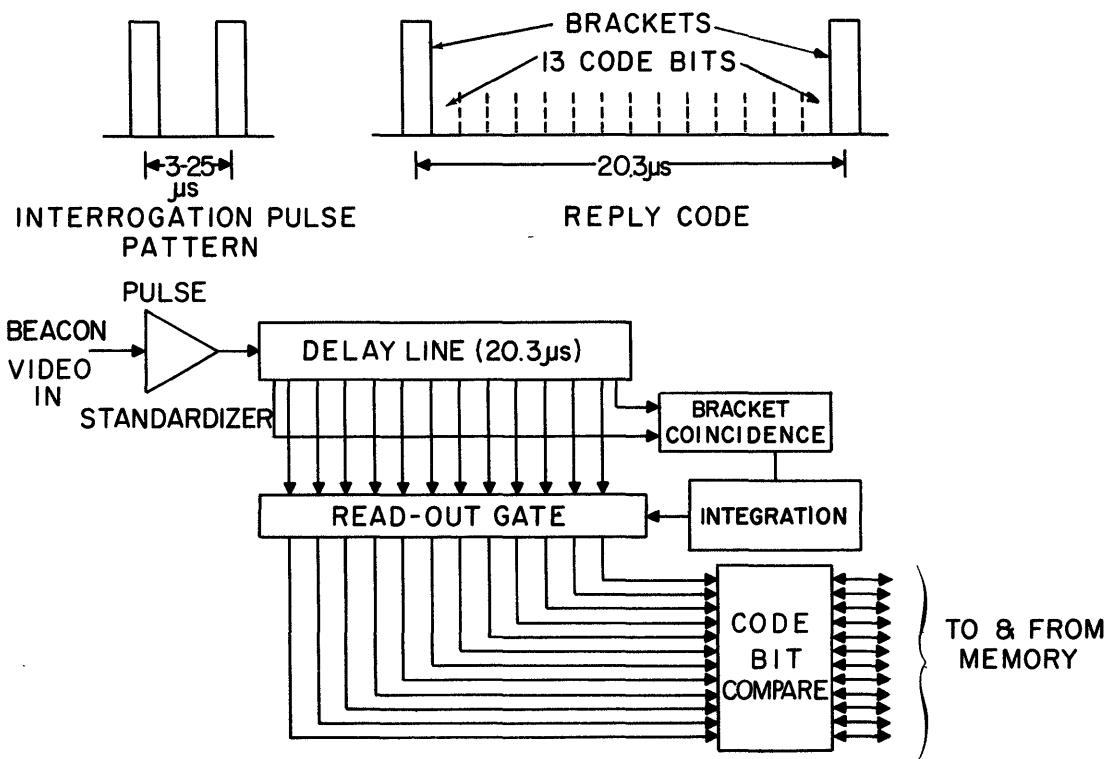 BRACKETS
13 CODE BITS
3-25
μs
20.3μs
INTERROGATION PULSE
PATTERN
REPLY CODE
PULSE
STANDARDIZER
BEACON
VIDEO
IN
DELAY LINE (20.3μs)
BRACKET
COINCIDENCE
READ-OUT GATE
INTEGRATION
CODE
BIT
COMPARE
TO & FROM
MEMORY